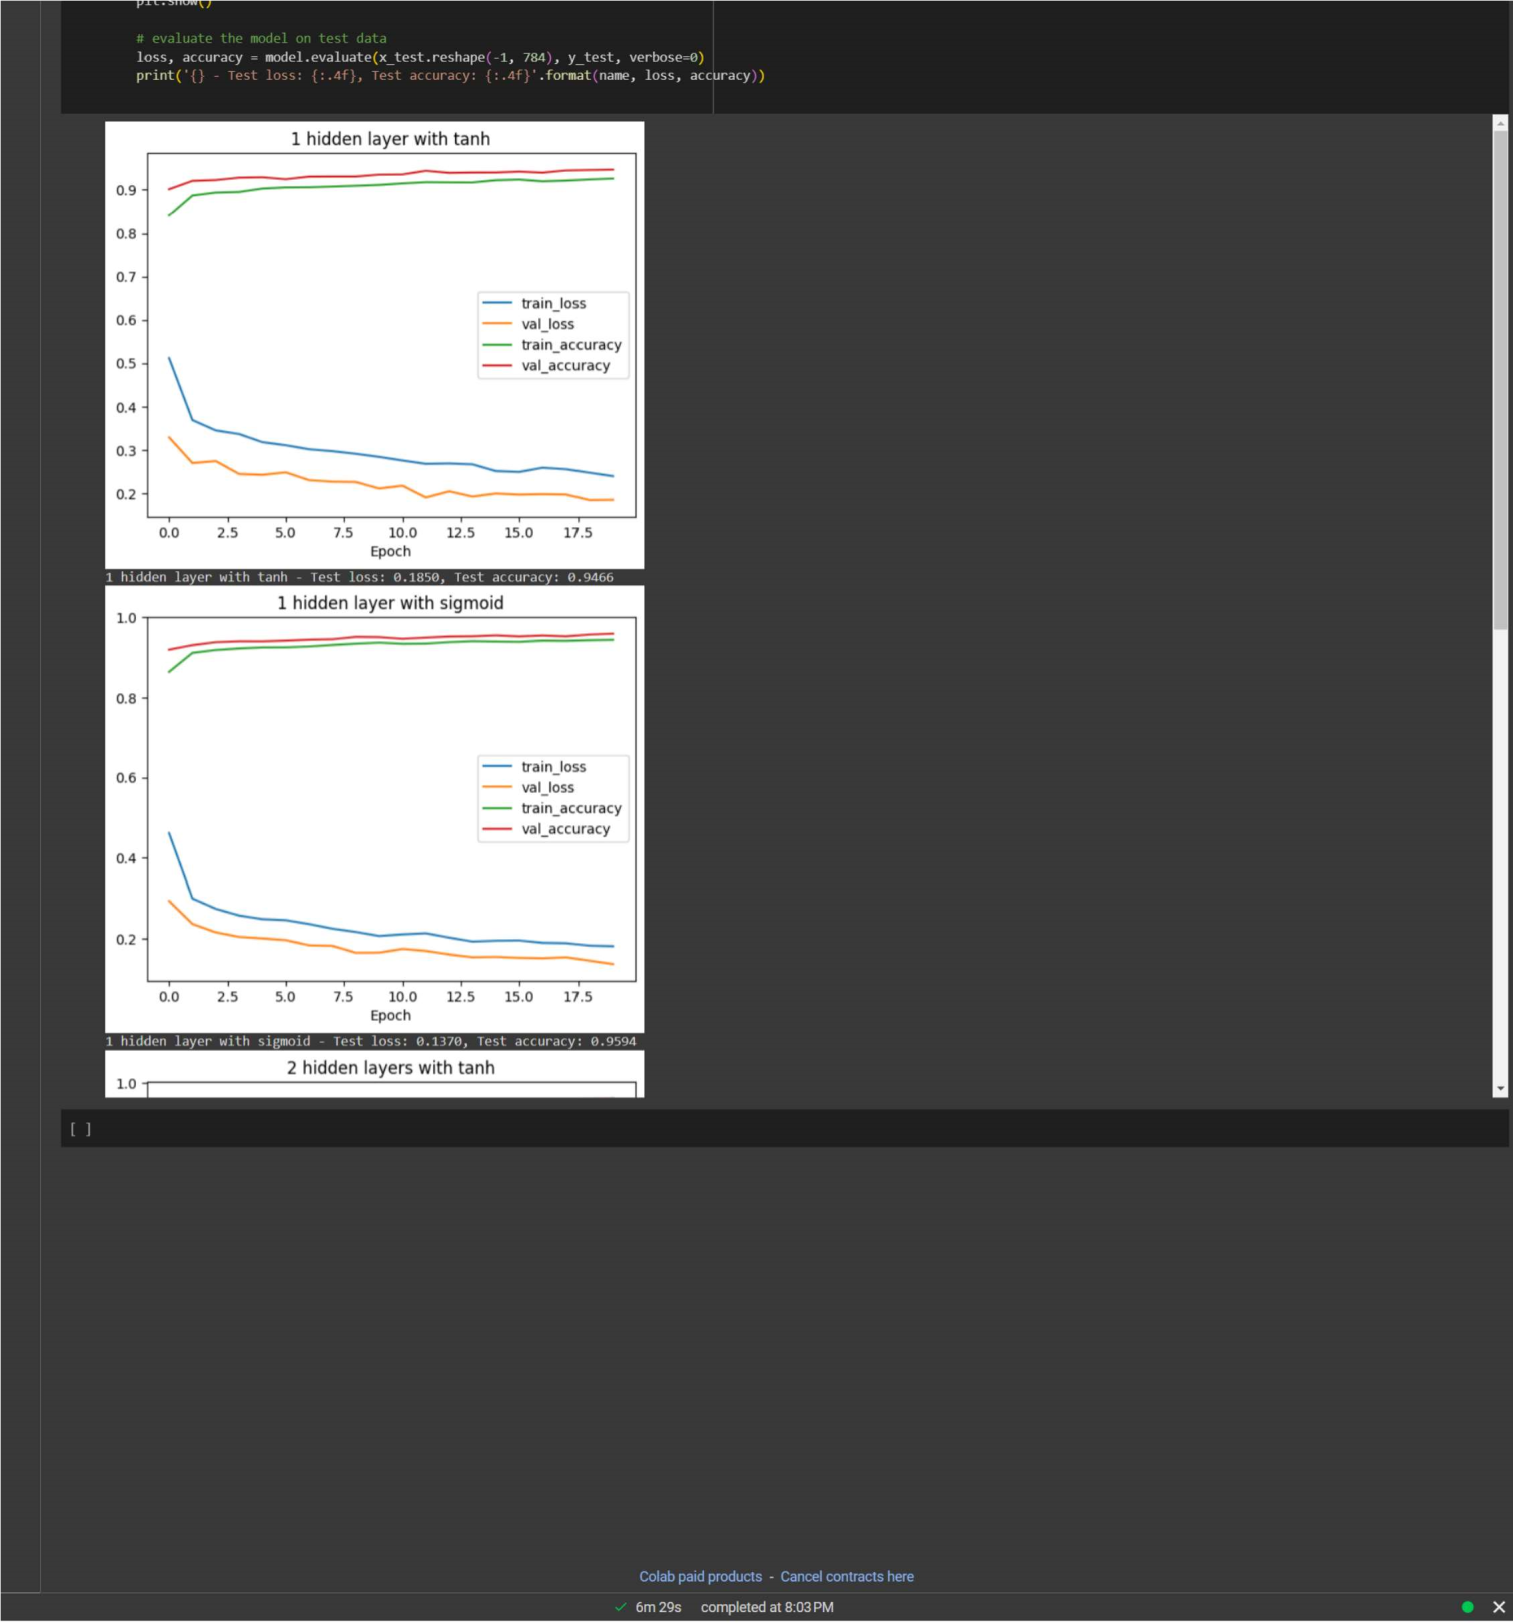 plt.show()
# evaluate the model on test data
loss, accuracy = model.evaluate(x_test.reshape(-1, 784), y_test, verbose=0)
print('{} - Test loss: {:.4f}, Test accuracy: {:.4f}'.format(name, loss, accuracy))
1 hidden layer with tanh
0.9
0.8
0.7
0.6
0.5
0.4
0.3
0.2
train_loss
val_loss
train_accuracy
val_accuracy
0.0 2.5 5.0 7.5 10.0 12.5 15.0 17.5
Epoch
1 hidden layer with tanh - Test loss: 0.1850, Test accuracy: 0.9466
1 hidden layer with sigmoid
1.0
0.8
0.6
0.4
0.2
train_loss
val_loss
train_accuracy
val_accuracy
0.0 2.5 5.0 7.5 10.0 12.5 15.0 17.5
Epoch
1 hidden layer with sigmoid - Test loss: 0.1370, Test accuracy: 0.9594
2 hidden layers with tanh
1.0
[ ]
Colab paid products - Cancel contracts here
6m 29s completed at 8:03 PM